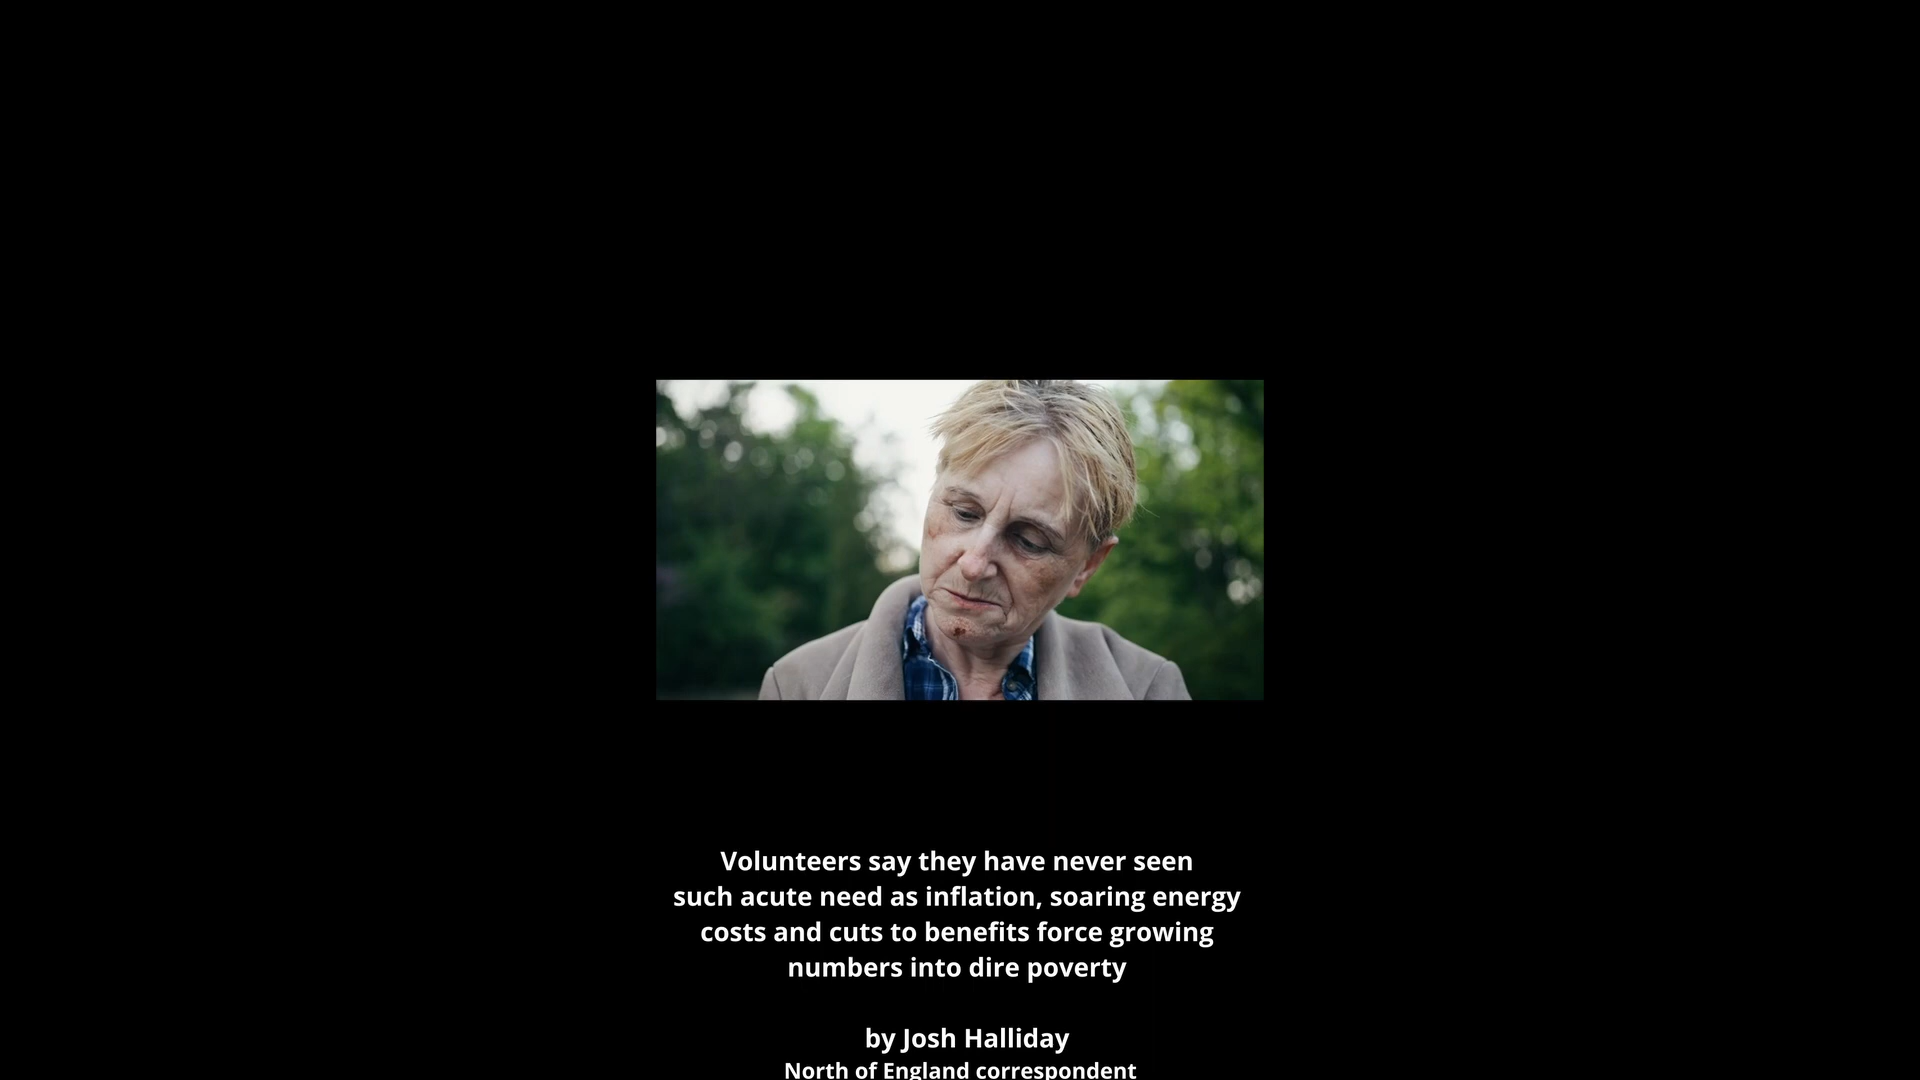 Volunteers say they have never seen
such acute need as inflation, soaring energy
costs and cuts to benefits force growing
numbers into dire poverty
by Josh Halliday
North of England correspondent